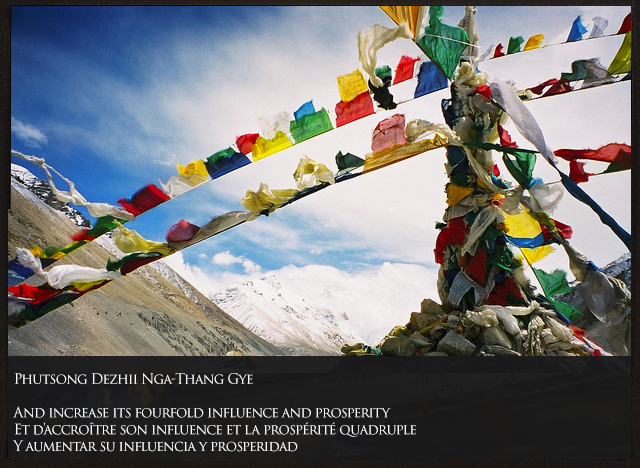 Phutsong Dezhii Nga-Thang Gye
And increase its fourfold influence and prosperity
Et d'accroître son influence et la prospérité quadruple
Y aumentar su influencia y prosperidad